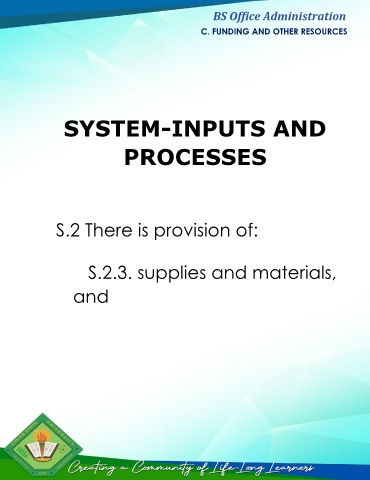 BS Office Administration
C. FUNDING AND OTHER RESOURCES
SYSTEM-INPUTS AND
PROCESSES
S.2 There is provision of:
S.2.3. supplies and materials,
and
Creating a Community of Life-Long Learners